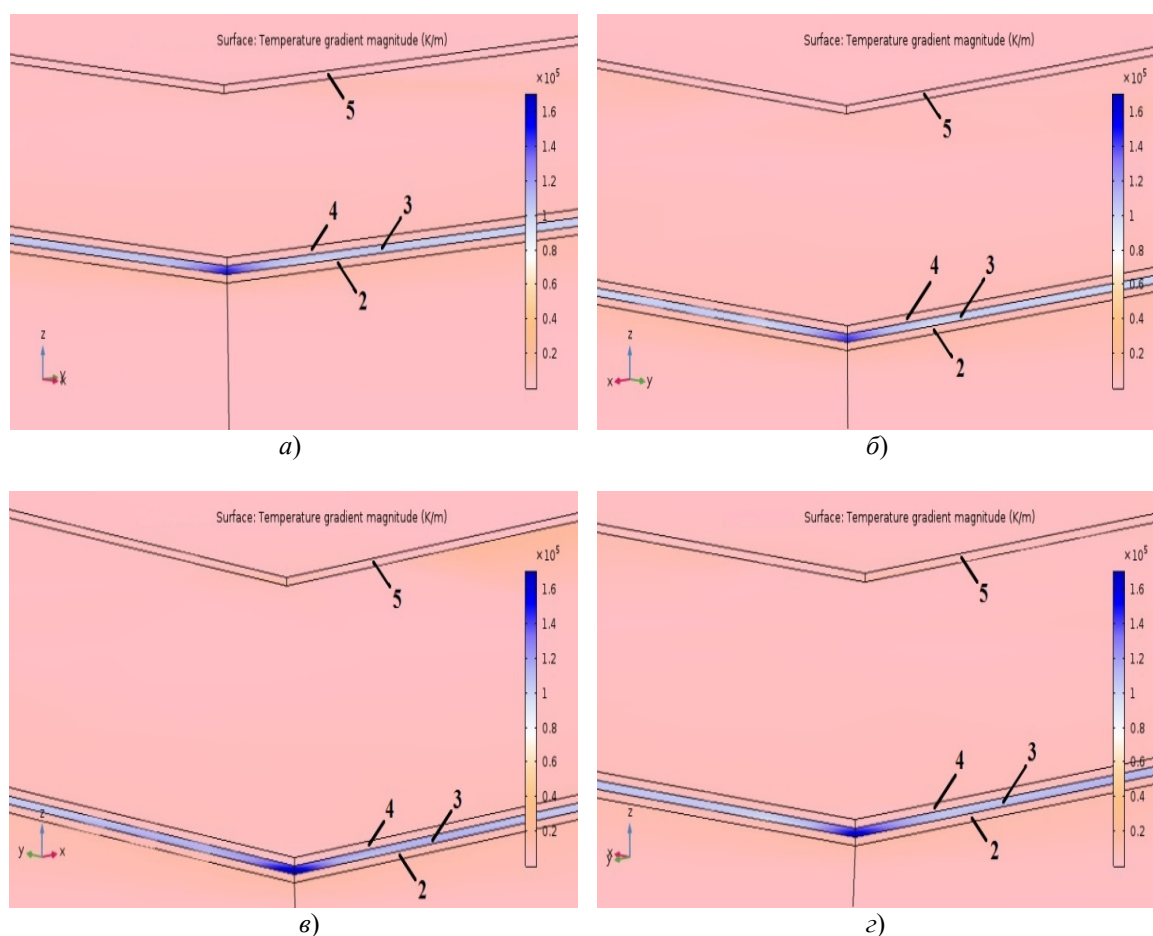 Surface: Temperature gradient magnitude (K/m)
×10⁵
1.6
1.4
1.2
1
0.8
0.6
0.4
0.2
5
4
3
2
z
y
x
а)
Surface: Temperature gradient magnitude (K/m)
×10⁵
1.6
1.4
1.2
1
0.8
0.6
0.4
0.2
5
4
3
2
z
x
y
б)
Surface: Temperature gradient magnitude (K/m)
×10⁵
1.6
1.4
1.2
1
0.8
0.6
0.4
0.2
5
4
3
2
z
y
x
в)
Surface: Temperature gradient magnitude (K/m)
×10⁵
1.6
1.4
1.2
1
0.8
0.6
0.4
0.2
5
4
3
2
z
x
y
г)